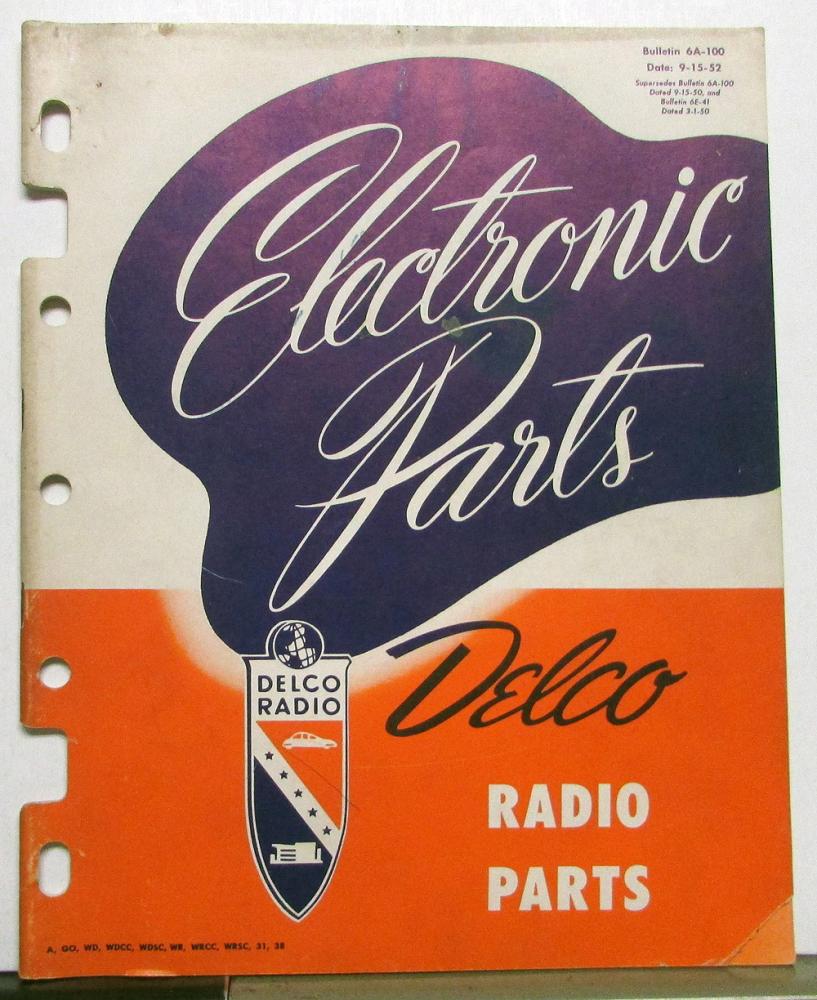 Bulletin 6A-100
Date: 9-15-52
Supersedes Bulletin 6A-100
Dated 9-15-50, and
Bulletin 6E-41
Dated 3-1-50
Electronic
Parts
DELCO
RADIO
Delco
RADIO
PARTS
A, GO, WD, WDCC, WDSC, WR, WRCC, WRSC, 31, 38